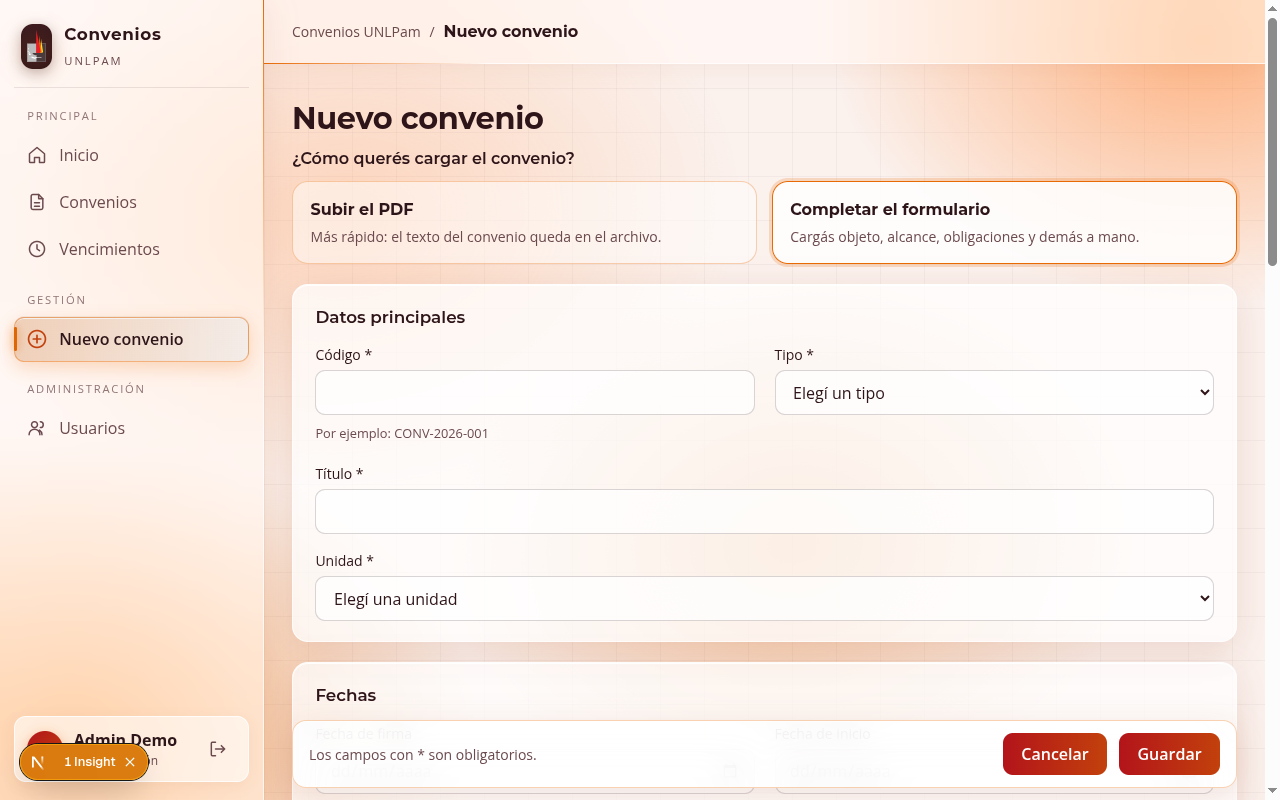 Convenios
UNLPAM
PRINCIPAL
Inicio
Convenios
Vencimientos
GESTIÓN
Nuevo convenio
ADMINISTRACIÓN
Usuarios
Admin Demo
1 Insight
Convenios UNLPam / Nuevo convenio
Nuevo convenio
¿Cómo querés cargar el convenio?
Subir el PDF
Más rápido: el texto del convenio queda en el archivo.
Completar el formulario
Cargás objeto, alcance, obligaciones y demás a mano.
Datos principales
Código *
Tipo *
Elegí un tipo
Por ejemplo: CONV-2026-001
Título *
Unidad *
Elegí una unidad
Fechas
Fecha de firma
Fecha de inicio
Los campos con * son obligatorios.
Cancelar
Guardar